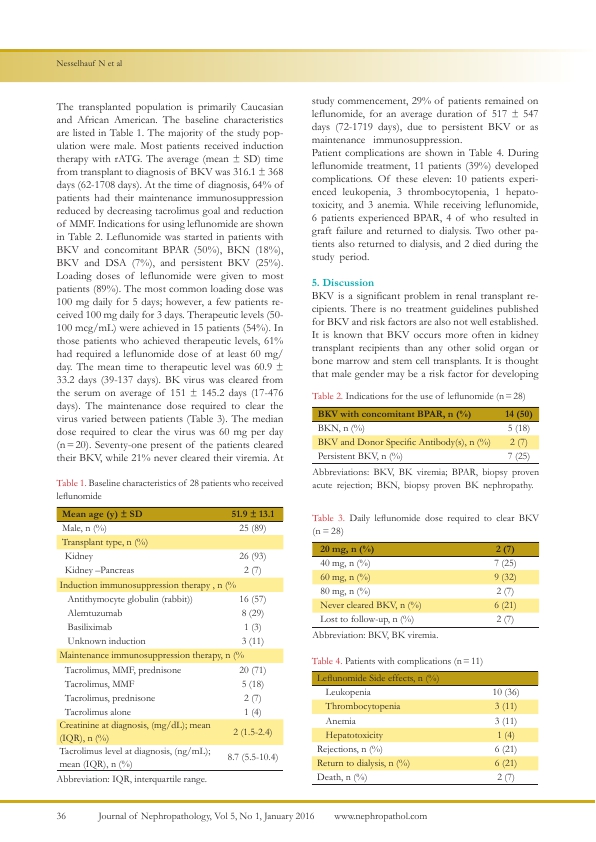 Nesselhauf N et al
The transplanted population is primarily Caucasian
and African American. The baseline characteristics
are listed in Table 1. The majority of the study pop-
ulation were male. Most patients received induction
therapy with rATG. The average (mean ± SD) time
from transplant to diagnosis of BKV was 316.1 ± 368
days (62-1708 days). At the time of diagnosis, 64% of
patients had their maintenance immunosuppression
reduced by decreasing tacrolimus goal and reduction
of MMF. Indications for using leflunomide are shown
in Table 2. Leflunomide was started in patients with
BKV and concomitant BPAR (50%), BKN (18%),
BKV and DSA (7%), and persistent BKV (25%).
Loading doses of leflunomide were given to most
patients (89%). The most common loading dose was
100 mg daily for 5 days; however, a few patients re-
ceived 100 mg daily for 3 days. Therapeutic levels (50-
100 mcg/mL) were achieved in 15 patients (54%). In
those patients who achieved therapeutic levels, 61%
had required a leflunomide dose of at least 60 mg/
day. The mean time to therapeutic level was 60.9 ±
33.2 days (39-137 days). BK virus was cleared from
the serum on average of 151 ± 145.2 days (17-476
days). The maintenance dose required to clear the
virus varied between patients (Table 3). The median
dose required to clear the virus was 60 mg per day
(n = 20). Seventy-one present of the patients cleared
their BKV, while 21% never cleared their viremia. At
Table 1. Baseline characteristics of 28 patients who received
leflunomide
Mean age (y) ± SD 51.9 ± 13.1
Male, n (%) 25 (89)
Transplant type, n (%)
Kidney 26 (93)
Kidney –Pancreas 2 (7)
Induction immunosuppression therapy , n (%
Antithymocyte globulin (rabbit)) 16 (57)
Alemtuzumab 8 (29)
Basiliximab 1 (3)
Unknown induction 3 (11)
Maintenance immunosuppression therapy, n (%
Tacrolimus, MMF, prednisone 20 (71)
Tacrolimus, MMF 5 (18)
Tacrolimus, prednisone 2 (7)
Tacrolimus alone 1 (4)
Creatinine at diagnosis, (mg/dL); mean
(IQR), n (%) 2 (1.5-2.4)
Tacrolimus level at diagnosis, (ng/mL);
mean (IQR), n (%) 8.7 (5.5-10.4)
Abbreviation: IQR, interquartile range.
study commencement, 29% of patients remained on
leflunomide, for an average duration of 517 ± 547
days (72-1719 days), due to persistent BKV or as
maintenance immunosuppression.
Patient complications are shown in Table 4. During
leflunomide treatment, 11 patients (39%) developed
complications. Of these eleven: 10 patients experi-
enced leukopenia, 3 thrombocytopenia, 1 hepato-
toxicity, and 3 anemia. While receiving leflunomide,
6 patients experienced BPAR, 4 of who resulted in
graft failure and returned to dialysis. Two other pa-
tients also returned to dialysis, and 2 died during the
study period.
5. Discussion
BKV is a significant problem in renal transplant re-
cipients. There is no treatment guidelines published
for BKV and risk factors are also not well established.
It is known that BKV occurs more often in kidney
transplant recipients than any other solid organ or
bone marrow and stem cell transplants. It is thought
that male gender may be a risk factor for developing
Table 2. Indications for the use of leflunomide (n = 28)
BKV with concomitant BPAR, n (%) 14 (50)
BKN, n (%) 5 (18)
BKV and Donor Specific Antibody(s), n (%) 2 (7)
Persistent BKV, n (%) 7 (25)
Abbreviations: BKV, BK viremia; BPAR, biopsy proven
acute rejection; BKN, biopsy proven BK nephropathy.
Table 3. Daily leflunomide dose required to clear BKV
(n = 28)
20 mg, n (%) 2 (7)
40 mg, n (%) 7 (25)
60 mg, n (%) 9 (32)
80 mg, n (%) 2 (7)
Never cleared BKV, n (%) 6 (21)
Lost to follow-up, n (%) 2 (7)
Abbreviation: BKV, BK viremia.
Table 4. Patients with complications (n = 11)
Leflunomide Side effects, n (%)
Leukopenia 10 (36)
Thrombocytopenia 3 (11)
Anemia 3 (11)
Hepatotoxicity 1 (4)
Rejections, n (%) 6 (21)
Return to dialysis, n (%) 6 (21)
Death, n (%) 2 (7)
36 Journal of Nephropathology, Vol 5, No 1, January 2016 www.nephropathol.com